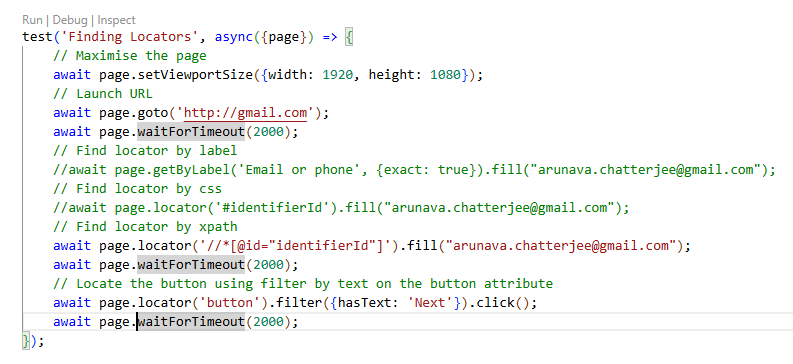 Run | Debug | Inspect
test('Finding Locators', async({page}) => {
    // Maximise the page
    await page.setViewportSize({width: 1920, height: 1080});
    // Launch URL
    await page.goto('http://gmail.com');
    await page.waitForTimeout(2000);
    // Find locator by label
    //await page.getByLabel('Email or phone', {exact: true}).fill("arunava.chatterjee@gmail.com");
    // Find locator by css
    //await page.locator('#identifierId').fill("arunava.chatterjee@gmail.com");
    // Find locator by xpath
    await page.locator('//*[@id="identifierId"]').fill("arunava.chatterjee@gmail.com");
    await page.waitForTimeout(2000);
    // Locate the button using filter by text on the button attribute
    await page.locator('button').filter({hasText: 'Next'}).click();
    await page.waitForTimeout(2000);
});